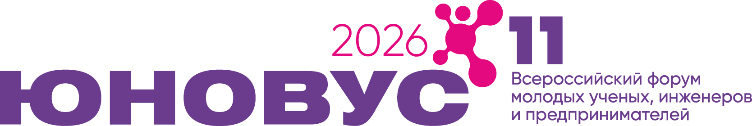 2026
ЮНОВУС
11
Всероссийский форум
молодых ученых, инженеров
и предпринимателей